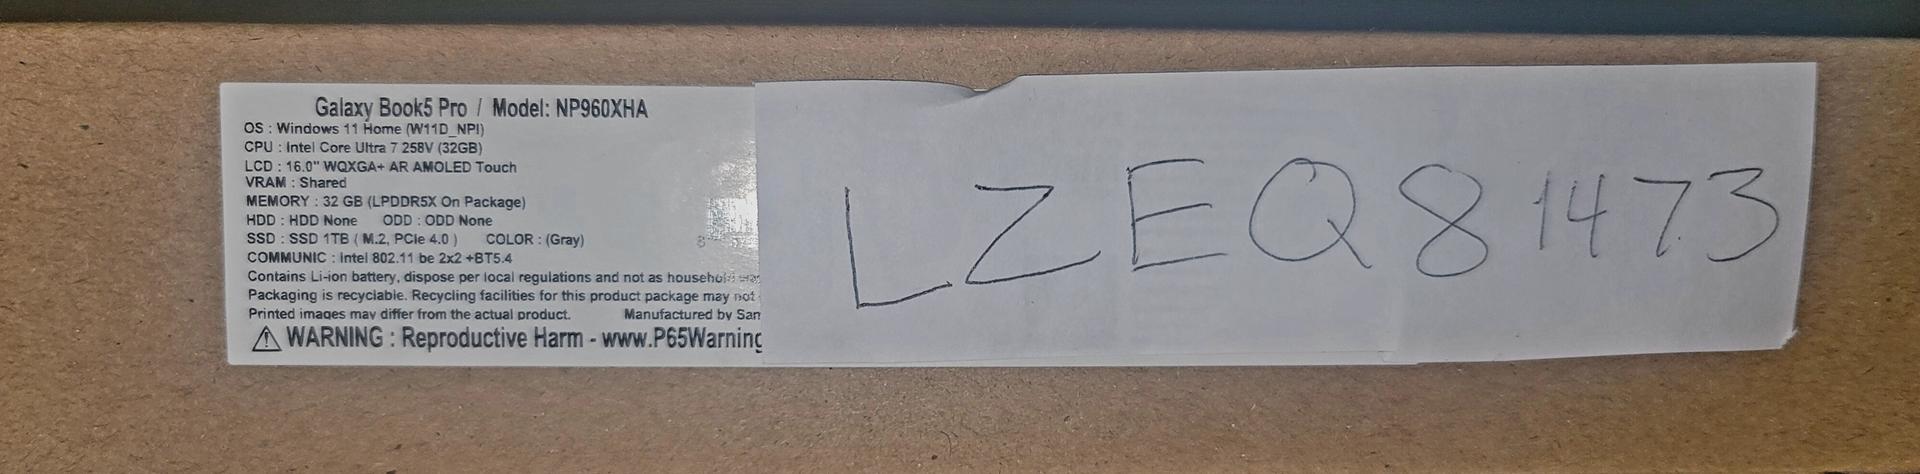 Galaxy Book5 Pro / Model: NP960XHA
OS : Windows 11 Home (W11D_NPI)
CPU : Intel Core Ultra 7 258V (32GB)
LCD : 16.0" WQXGA+ AR AMOLED Touch
VRAM : Shared
MEMORY : 32 GB (LPDDR5X On Package)
HDD : HDD None ODD : ODD None
SSD : SSD 1TB ( M.2, PCIe 4.0 ) COLOR : (Gray)
COMMUNIC : Intel 802.11 be 2x2 +BT5.4
Contains Li-ion battery, dispose per local regulations and not as household
Packaging is recyclable. Recycling facilities for this product package may not
Printed images may differ from the actual product. Manufactured by Sam
WARNING : Reproductive Harm - www.P65Warning
LZEQ81473